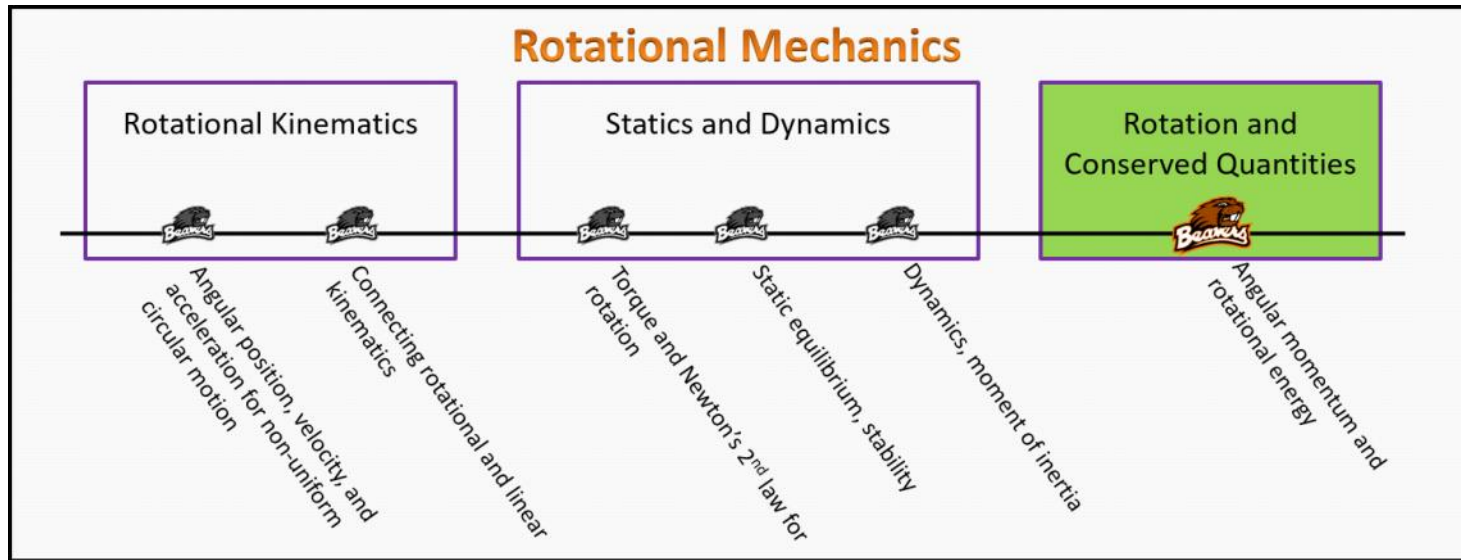 Rotational Mechanics
Rotational Kinematics
Statics and Dynamics
Rotation and
Conserved Quantities
Beavers
Beavers
Beavers
Beavers
Beavers
Beavers
Angular position, velocity, and
acceleration for non-uniform
circular motion
Connecting rotational and linear
kinematics
Torque and Newton's 2nd law for
rotation
Static equilibrium, stability
Dynamics, moment of inertia
Angular momentum and
rotational energy